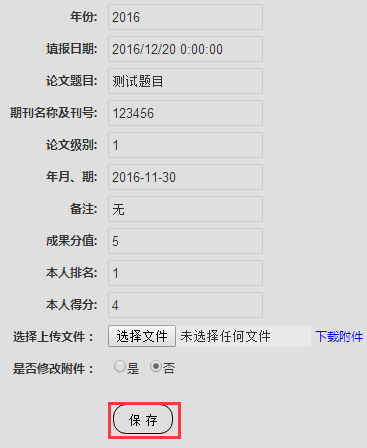 年份: 2016
填报日期: 2016/12/20 0:00:00
论文题目: 测试题目
期刊名称及刊号: 123456
论文级别: 1
年月、期: 2016-11-30
备注: 无
成果分值: 5
本人排名: 1
本人得分: 4
选择上传文件： 选择文件 未选择任何文件 下载附件
是否修改附件： 是 否
保 存